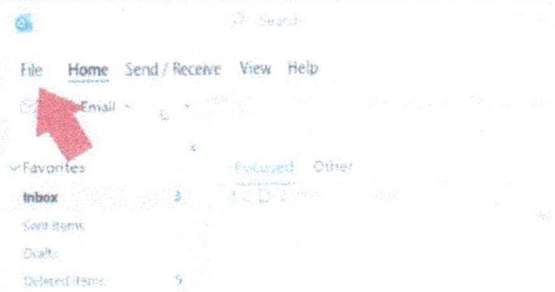 Search
File Home Send / Receive View Help
Email
Favorites
Focused Other
Inbox 3
Sent Items
Drafts
Deleted Items 5